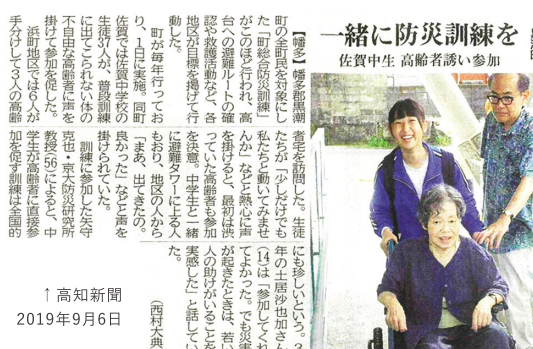 一緒に防災訓練を
佐賀中生 高齢者誘い参加
【幡多】幡多郡黒潮
町の全町民を対象にし
た「町総合防災訓練」
がこのほど行われ、高
台への避難ルートの確
認や救護活動など、各
地区が目標を掲げて行
動した。
町が毎年行ってお
り、1日に実施。同町
佐賀では佐賀中学校の
生徒37人が、普段訓練
に出てこられない体の
不自由な高齢者に声を
掛けて参加を促した。
浜町地区では6人が
手分けして3人の高齢
者宅を訪問した。生徒
たちが「少しだけでも
私たちと動いてみませ
んか」などと熱心に声
を掛けると、最初は渋
っていた高齢者も参加
を決意。中学生と一緒
に避難タワーに上る人
もおり、地区の人から
「まあ、出てきたの。
良かった」などと声を
掛けられていた。
訓練に参加した矢守
克也・京大防災研究所
教授(56)によると、中
学生が高齢者に直接参
加を促す訓練は全国的
にも珍しいという。3
年の土居沙也加さん
(14)は「参加してくれ
てよかった。でも災害
が起きたときは、若い
人の助けがいることを
実感した」と話してい
た。
(西村大典)
↑高知新聞
2019年9月6日